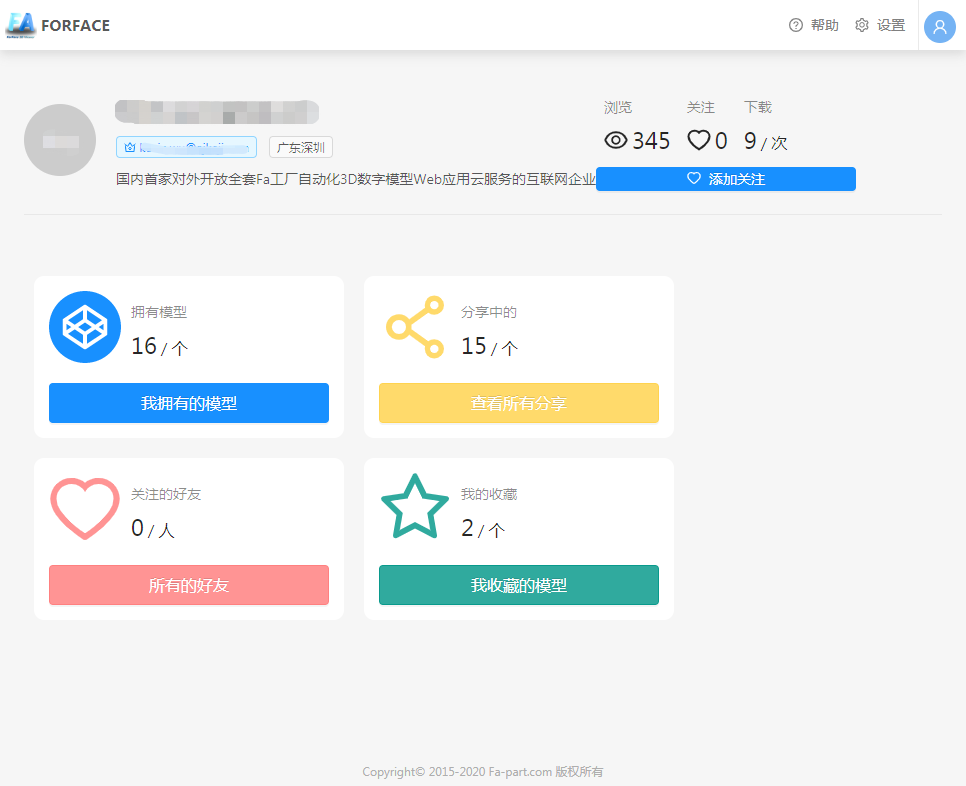 FORFACE
帮助
设置
浏览
关注
下载
345
0
9 / 次
广东深圳
国内首家对外开放全套Fa工厂自动化3D数字模型Web应用云服务的互联网企业
添加关注
拥有模型
16 / 个
我拥有的模型
分享中的
15 / 个
查看所有分享
关注的好友
0 / 人
所有的好友
我的收藏
2 / 个
我收藏的模型
Copyright© 2015-2020 Fa-part.com 版权所有